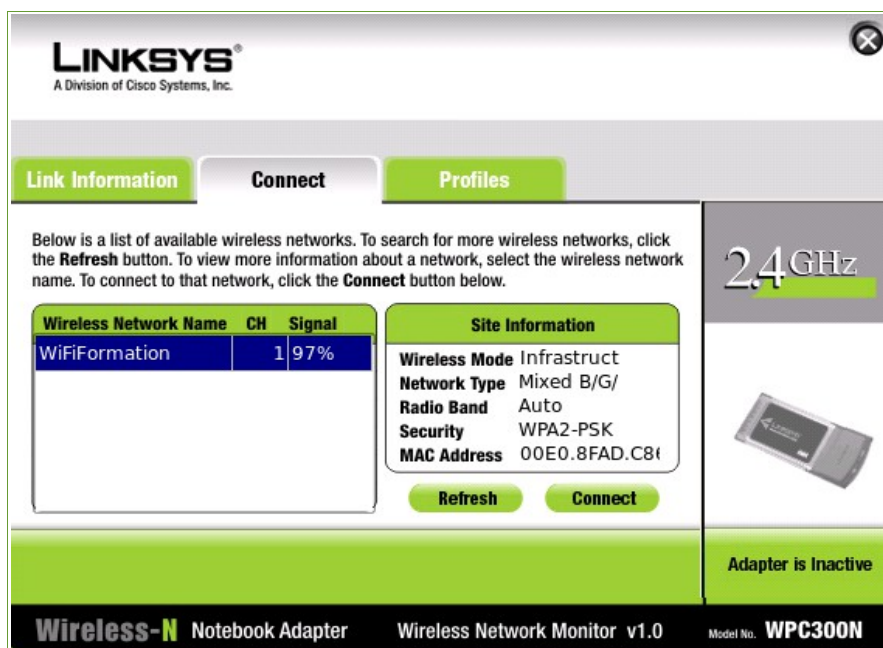 LINKSYS®
A Division of Cisco Systems, Inc.
Link Information
Connect
Profiles
Below is a list of available wireless networks. To search for more wireless networks, click
the Refresh button. To view more information about a network, select the wireless network
name. To connect to that network, click the Connect button below.
2.4 GHz
Wireless Network Name CH Signal
WiFiFormation 1 97%
Site Information
Wireless Mode Infrastruct
Network Type Mixed B/G/
Radio Band Auto
Security WPA2-PSK
MAC Address 00E0.8FAD.C86
Refresh
Connect
Adapter is Inactive
Wireless-N Notebook Adapter
Wireless Network Monitor v1.0
Model No. WPC300N